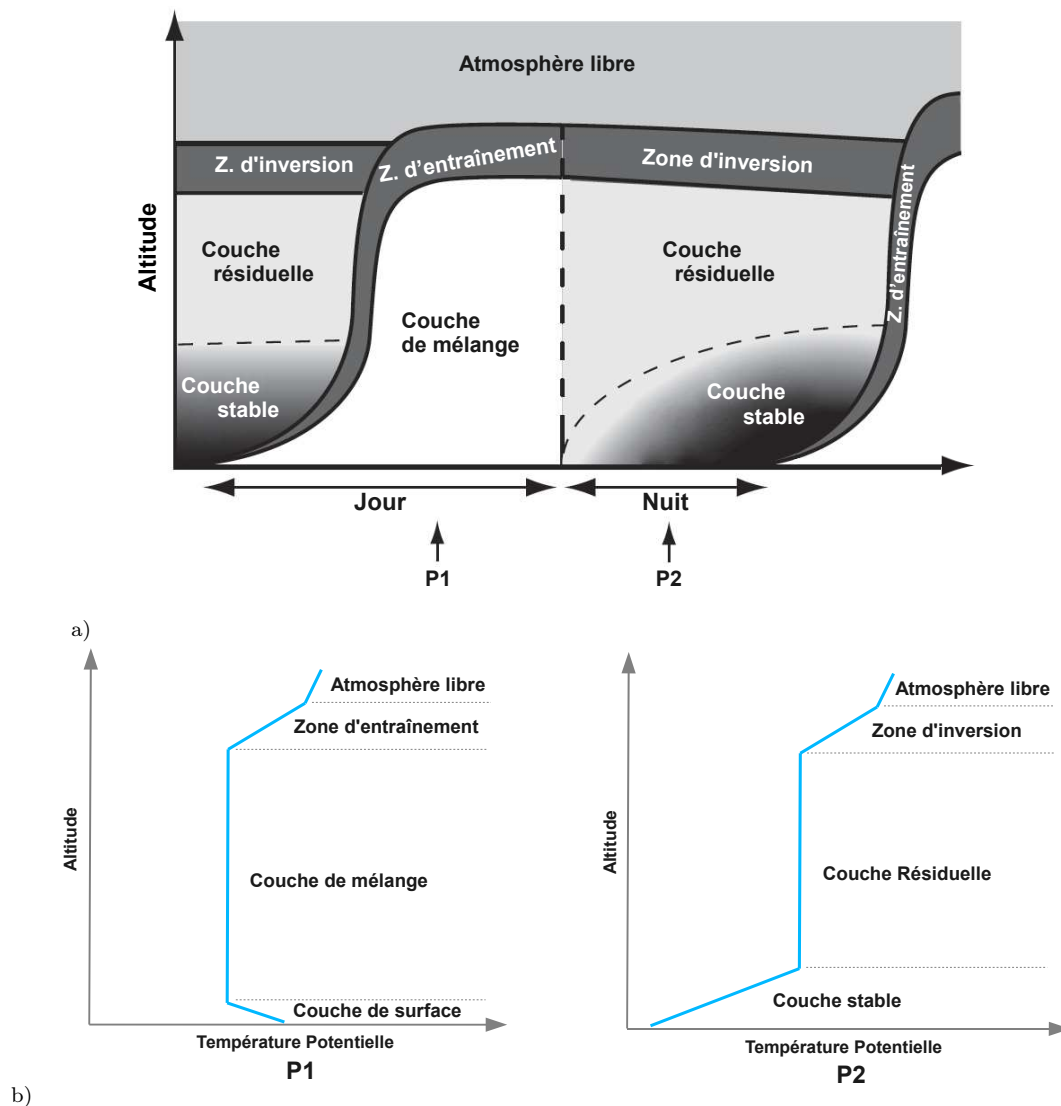 Atmosphère libre
Z. d'inversion
Z. d'entraînement
Zone d'inversion
Z. d'entraînement
Altitude
Couche
résiduelle
Couche
de mélange
Couche
résiduelle
Couche
stable
Couche
stable
Jour
Nuit
P1
P2
a)
Atmosphère libre
Zone d'entraînement
Altitude
Couche de mélange
Couche de surface
Température Potentielle
P1
Atmosphère libre
Zone d'inversion
Altitude
Couche Résiduelle
Couche stable
Température Potentielle
P2
b)